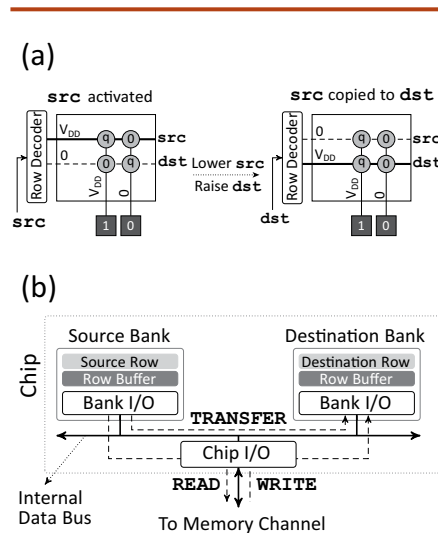 (a)
src activated
src copied to dst
Row Decoder
VDD
q 0
src
0
0 q
dst
VDD
0
1 0
src
Lower src
Raise dst
Row Decoder
0
q 0
src
VDD
q 0
dst
VDD
0
1 0
dst
(b)
Chip
Source Bank
Destination Bank
Source Row
Destination Row
Row Buffer
Row Buffer
Bank I/O
Bank I/O
TRANSFER
Chip I/O
READ WRITE
Internal
Data Bus
To Memory Channel